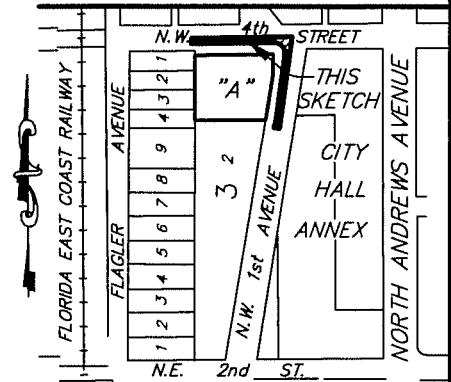 N.W. 4th STREET
THIS
SKETCH
"A"
FLORIDA EAST COAST RAILWAY
FLAGLER AVENUE
1
2
3
4
9
8
7
6
5
4
3
2
1
2
3
N.W. 1st AVENUE
CITY
HALL
ANNEX
NORTH ANDREWS AVENUE
N.E. 2nd ST.